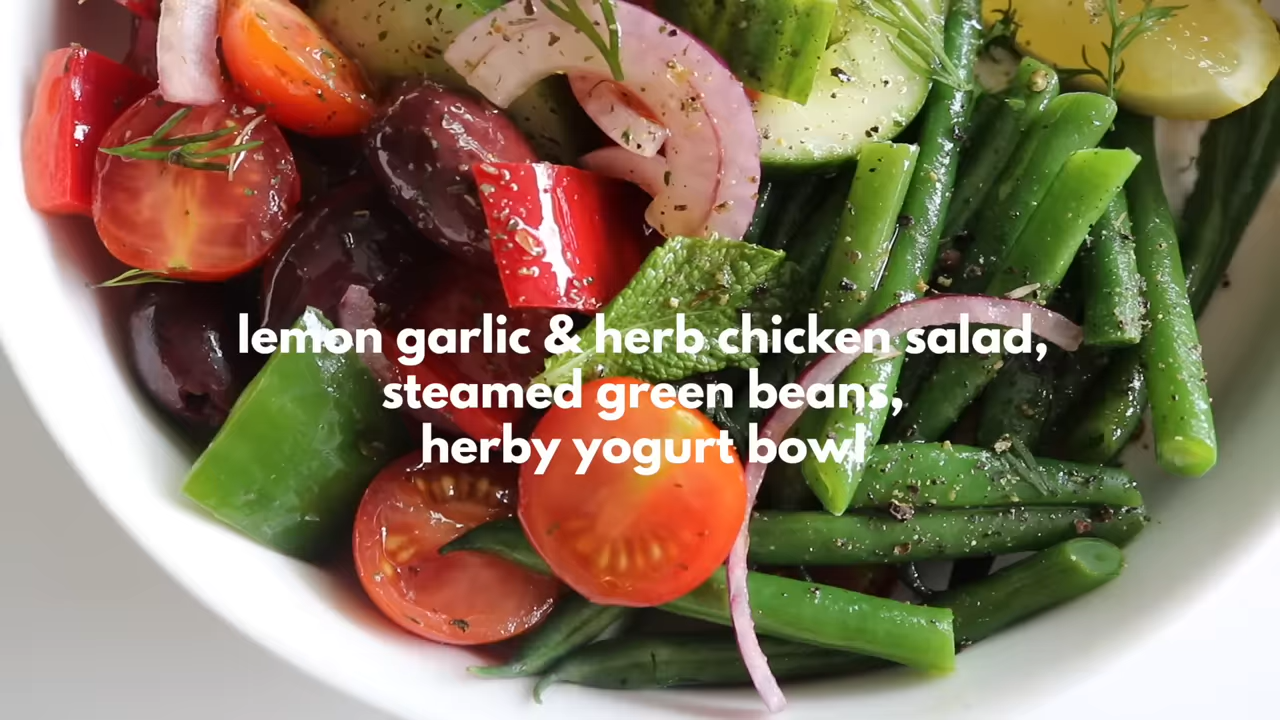 lemon garlic & herb chicken salad,
steamed green beans,
herby yogurt bowl